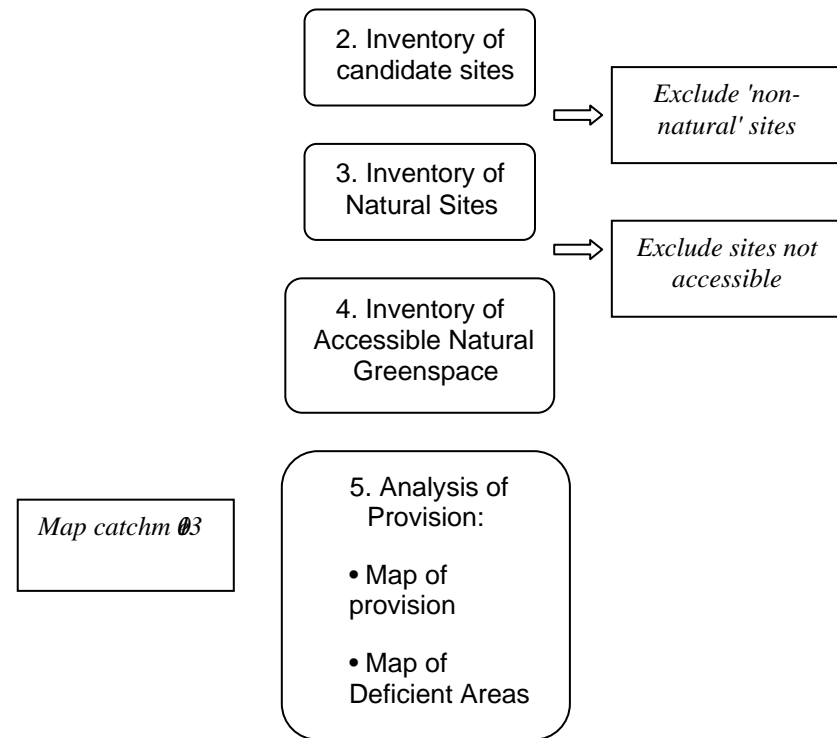 2. Inventory of
candidate sites
Exclude 'non-
natural' sites
3. Inventory of
Natural Sites
Exclude sites not
accessible
4. Inventory of
Accessible Natural
Greenspace
5. Analysis of
Provision:
• Map of
provision
• Map of
Deficient Areas
Map catchm